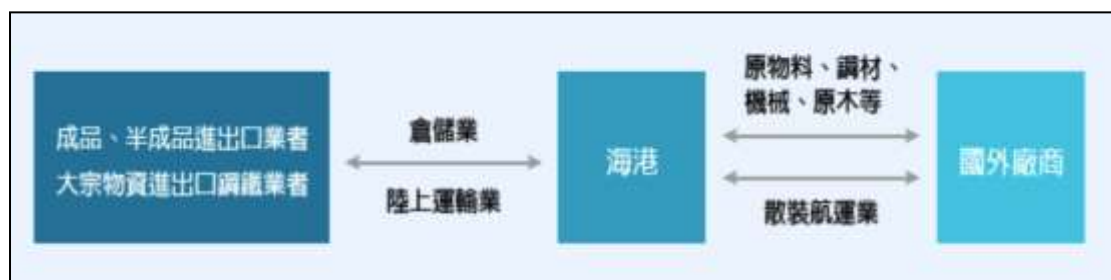 成品、半成品進出口業者
大宗物資進出口鋼鐵業者
倉儲業
陸上運輸業
海港
原物料、鋼材、
機械、原木等
散裝航運業
國外廠商